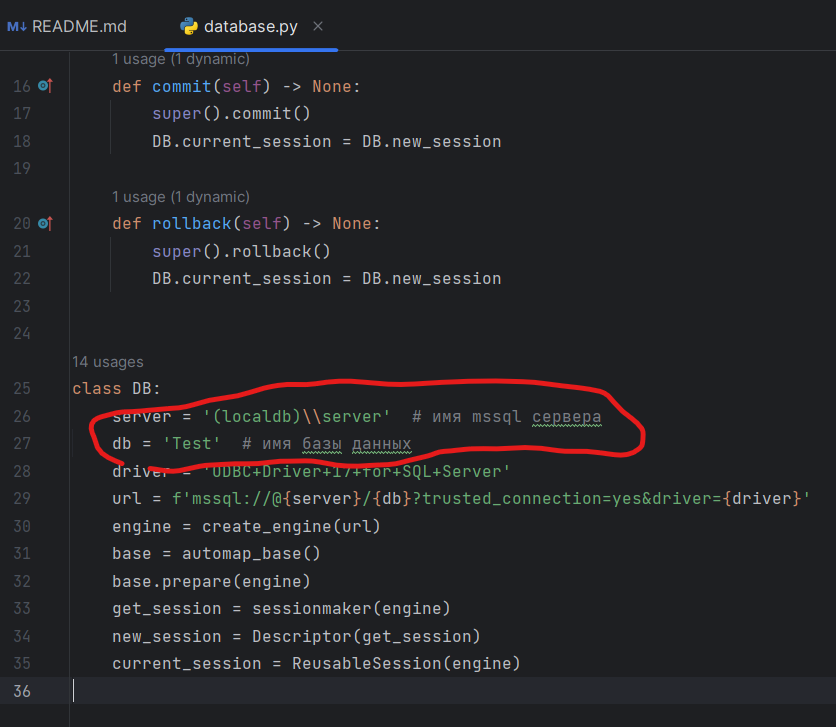 M↓ README.md
database.py ×
1 usage (1 dynamic)
16 def commit(self) -> None:
17 super().commit()
18 DB.current_session = DB.new_session
19
1 usage (1 dynamic)
20 def rollback(self) -> None:
21 super().rollback()
22 DB.current_session = DB.new_session
23
24
14 usages
25 class DB:
26 server = '(localdb)\\server' # имя mssql сервера
27 db = 'Test' # имя базы данных
28 driver = 'ODBC+Driver+17+for+SQL+Server'
29 url = f'mssql://@{server}/{db}?trusted_connection=yes&driver={driver}'
30 engine = create_engine(url)
31 base = automap_base()
32 base.prepare(engine)
33 get_session = sessionmaker(engine)
34 new_session = Descriptor(get_session)
35 current_session = ReusableSession(engine)
36